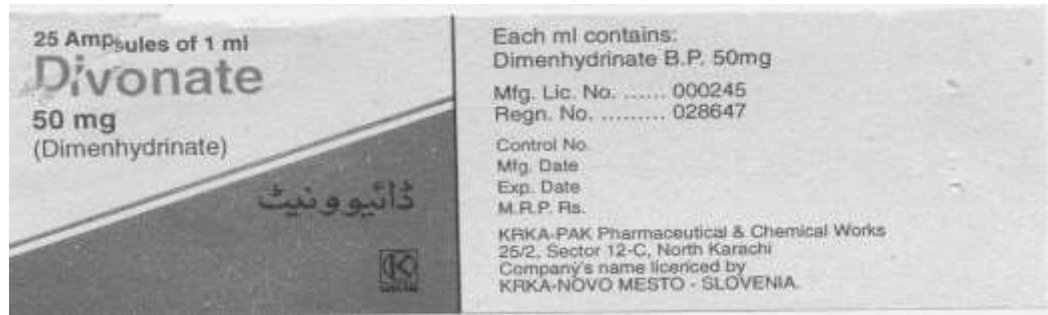 25 Ampsules of 1 ml
Divonate
50 mg
(Dimenhydrinate)
ڈائیوونیٹ
Each ml contains:
Dimenhydrinate B.P. 50mg
Mfg. Lic. No. ...... 000245
Regn. No. ......... 028647
Control No.
Mfg. Date
Exp. Date
M.R.P. Rs.
KRKA-PAK Pharmaceutical & Chemical Works
25/2, Sector 12-C, North Karachi
Company's name licenced by
KRKA-NOVO MESTO - SLOVENIA.